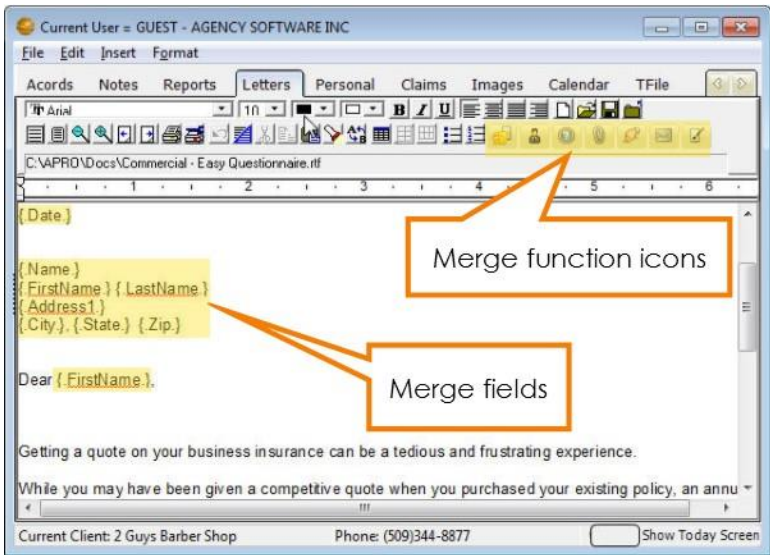 Current User = GUEST - AGENCY SOFTWARE INC
File Edit Insert Format
Acords Notes Reports Letters Personal Claims Images Calendar TFile
Arial 10 B I U
C:\APRO\Docs\Commercial - Easy Questionnaire.rtf
1 2 3 4 5 6
{.Date.}
Merge function icons
{.Name.}
{.FirstName.} {.LastName.}
{.Address1.}
{.City.}, {.State.} {.Zip.}
Dear {.FirstName.},
Merge fields
Getting a quote on your business insurance can be a tedious and frustrating experience.
While you may have been given a competitive quote when you purchased your existing policy, an annu
Current Client: 2 Guys Barber Shop Phone: (509)344-8877 Show Today Screen